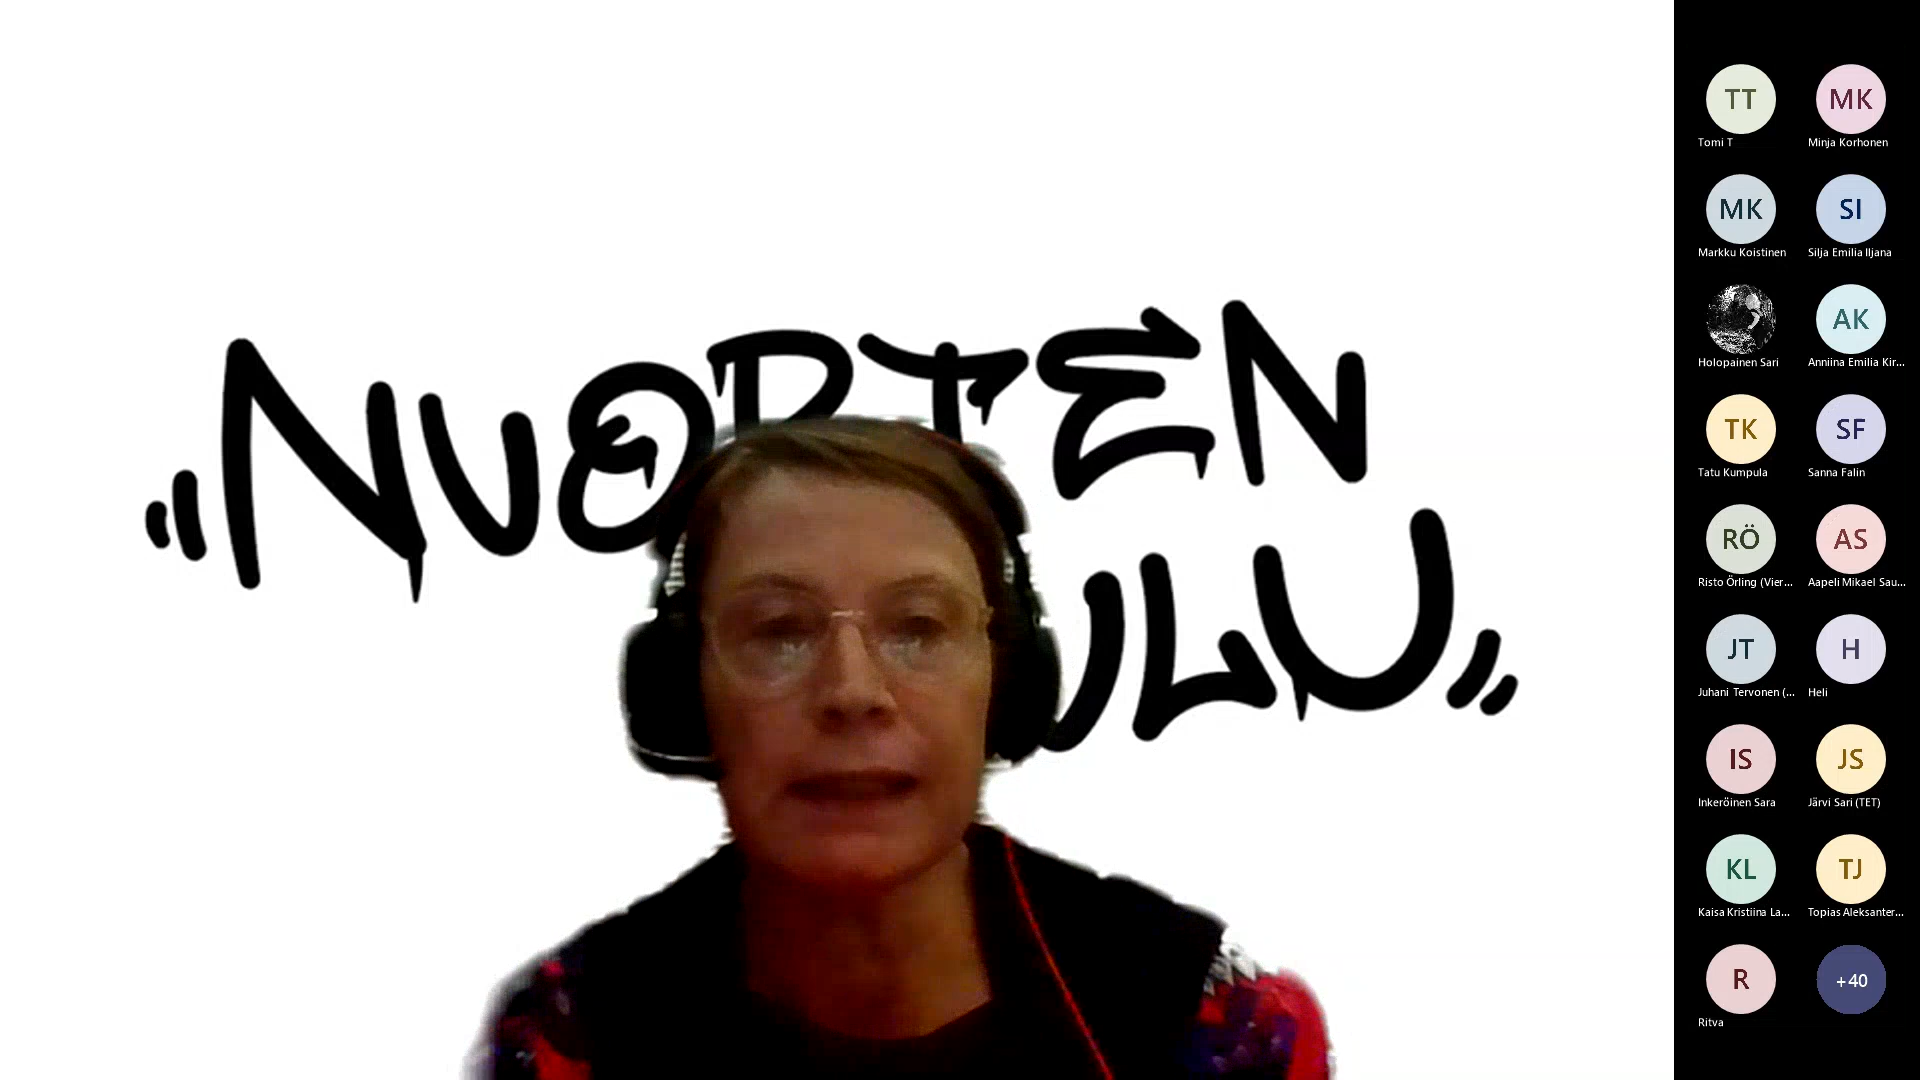 NUORTEN
ULU
TT
MK
Tomi T
Minja Korhonen
MK
SI
Markku Koistinen
Silja Emilia Iljana
Holopainen Sari
AK
Anniina Emilia Kir...
TK
SF
Tatu Kumpula
Sanna Falin
RÖ
AS
Risto Örling (Vier...
Aapeli Mikael Sau...
JT
H
Juhani Tervonen (...
Heli
IS
JS
Inkeröinen Sara
Järvi Sari (TET)
KL
TJ
Kaisa Kristiina La...
Topias Aleksanter...
R
+40
Ritva